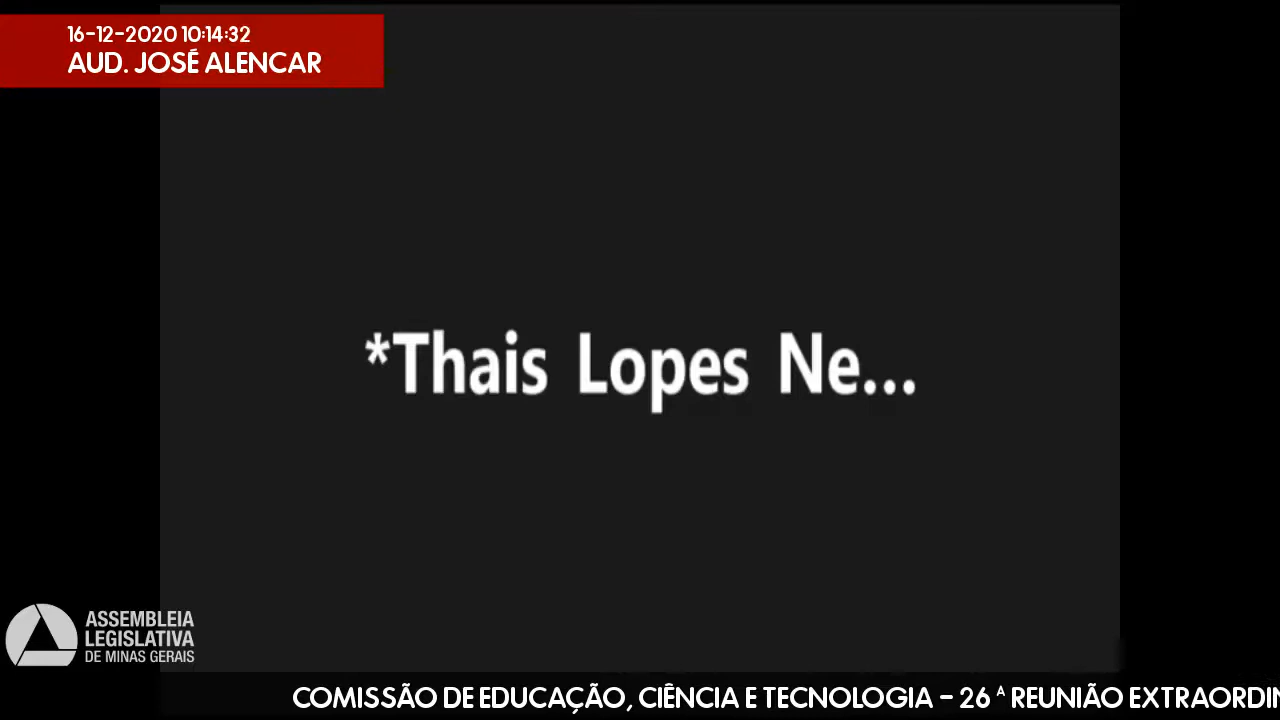 16-12-2020 10:14:32
AUD. JOSÉ ALENCAR
*Thais Lopes Ne...
ASSEMBLEIA
LEGISLATIVA
DE MINAS GERAIS
COMISSÃO DE EDUCAÇÃO, CIÊNCIA E TECNOLOGIA - 26 ª REUNIÃO EXTRAORDIN